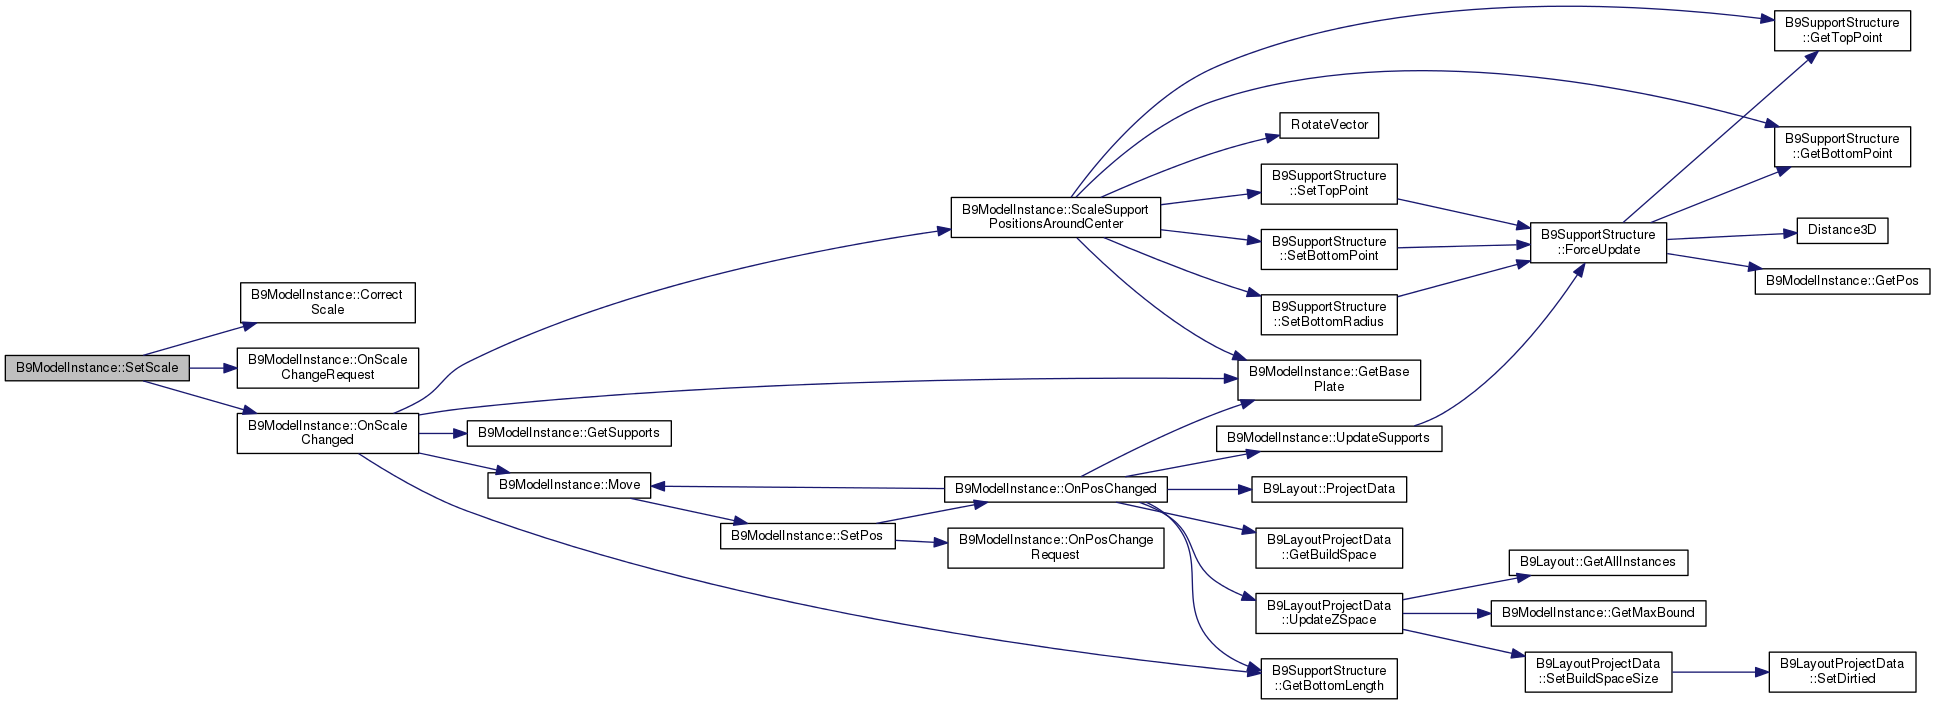 B9ModelInstance::SetScale
B9ModelInstance::Correct
Scale
B9ModelInstance::OnScale
ChangeRequest
B9ModelInstance::OnScale
Changed
B9ModelInstance::GetSupports
B9ModelInstance::Move
B9ModelInstance::SetPos
B9ModelInstance::ScaleSupport
PositionsAroundCenter
B9ModelInstance::OnPosChanged
B9ModelInstance::OnPosChange
Request
RotateVector
B9SupportStructure
::SetTopPoint
B9SupportStructure
::SetBottomPoint
B9SupportStructure
::SetBottomRadius
B9ModelInstance::GetBase
Plate
B9ModelInstance::UpdateSupports
B9Layout::ProjectData
B9LayoutProjectData
::GetBuildSpace
B9LayoutProjectData
::UpdateZSpace
B9SupportStructure
::GetBottomLength
B9SupportStructure
::ForceUpdate
B9Layout::GetAllInstances
B9ModelInstance::GetMaxBound
B9LayoutProjectData
::SetBuildSpaceSize
B9SupportStructure
::GetTopPoint
B9SupportStructure
::GetBottomPoint
Distance3D
B9ModelInstance::GetPos
B9LayoutProjectData
::SetDirtied